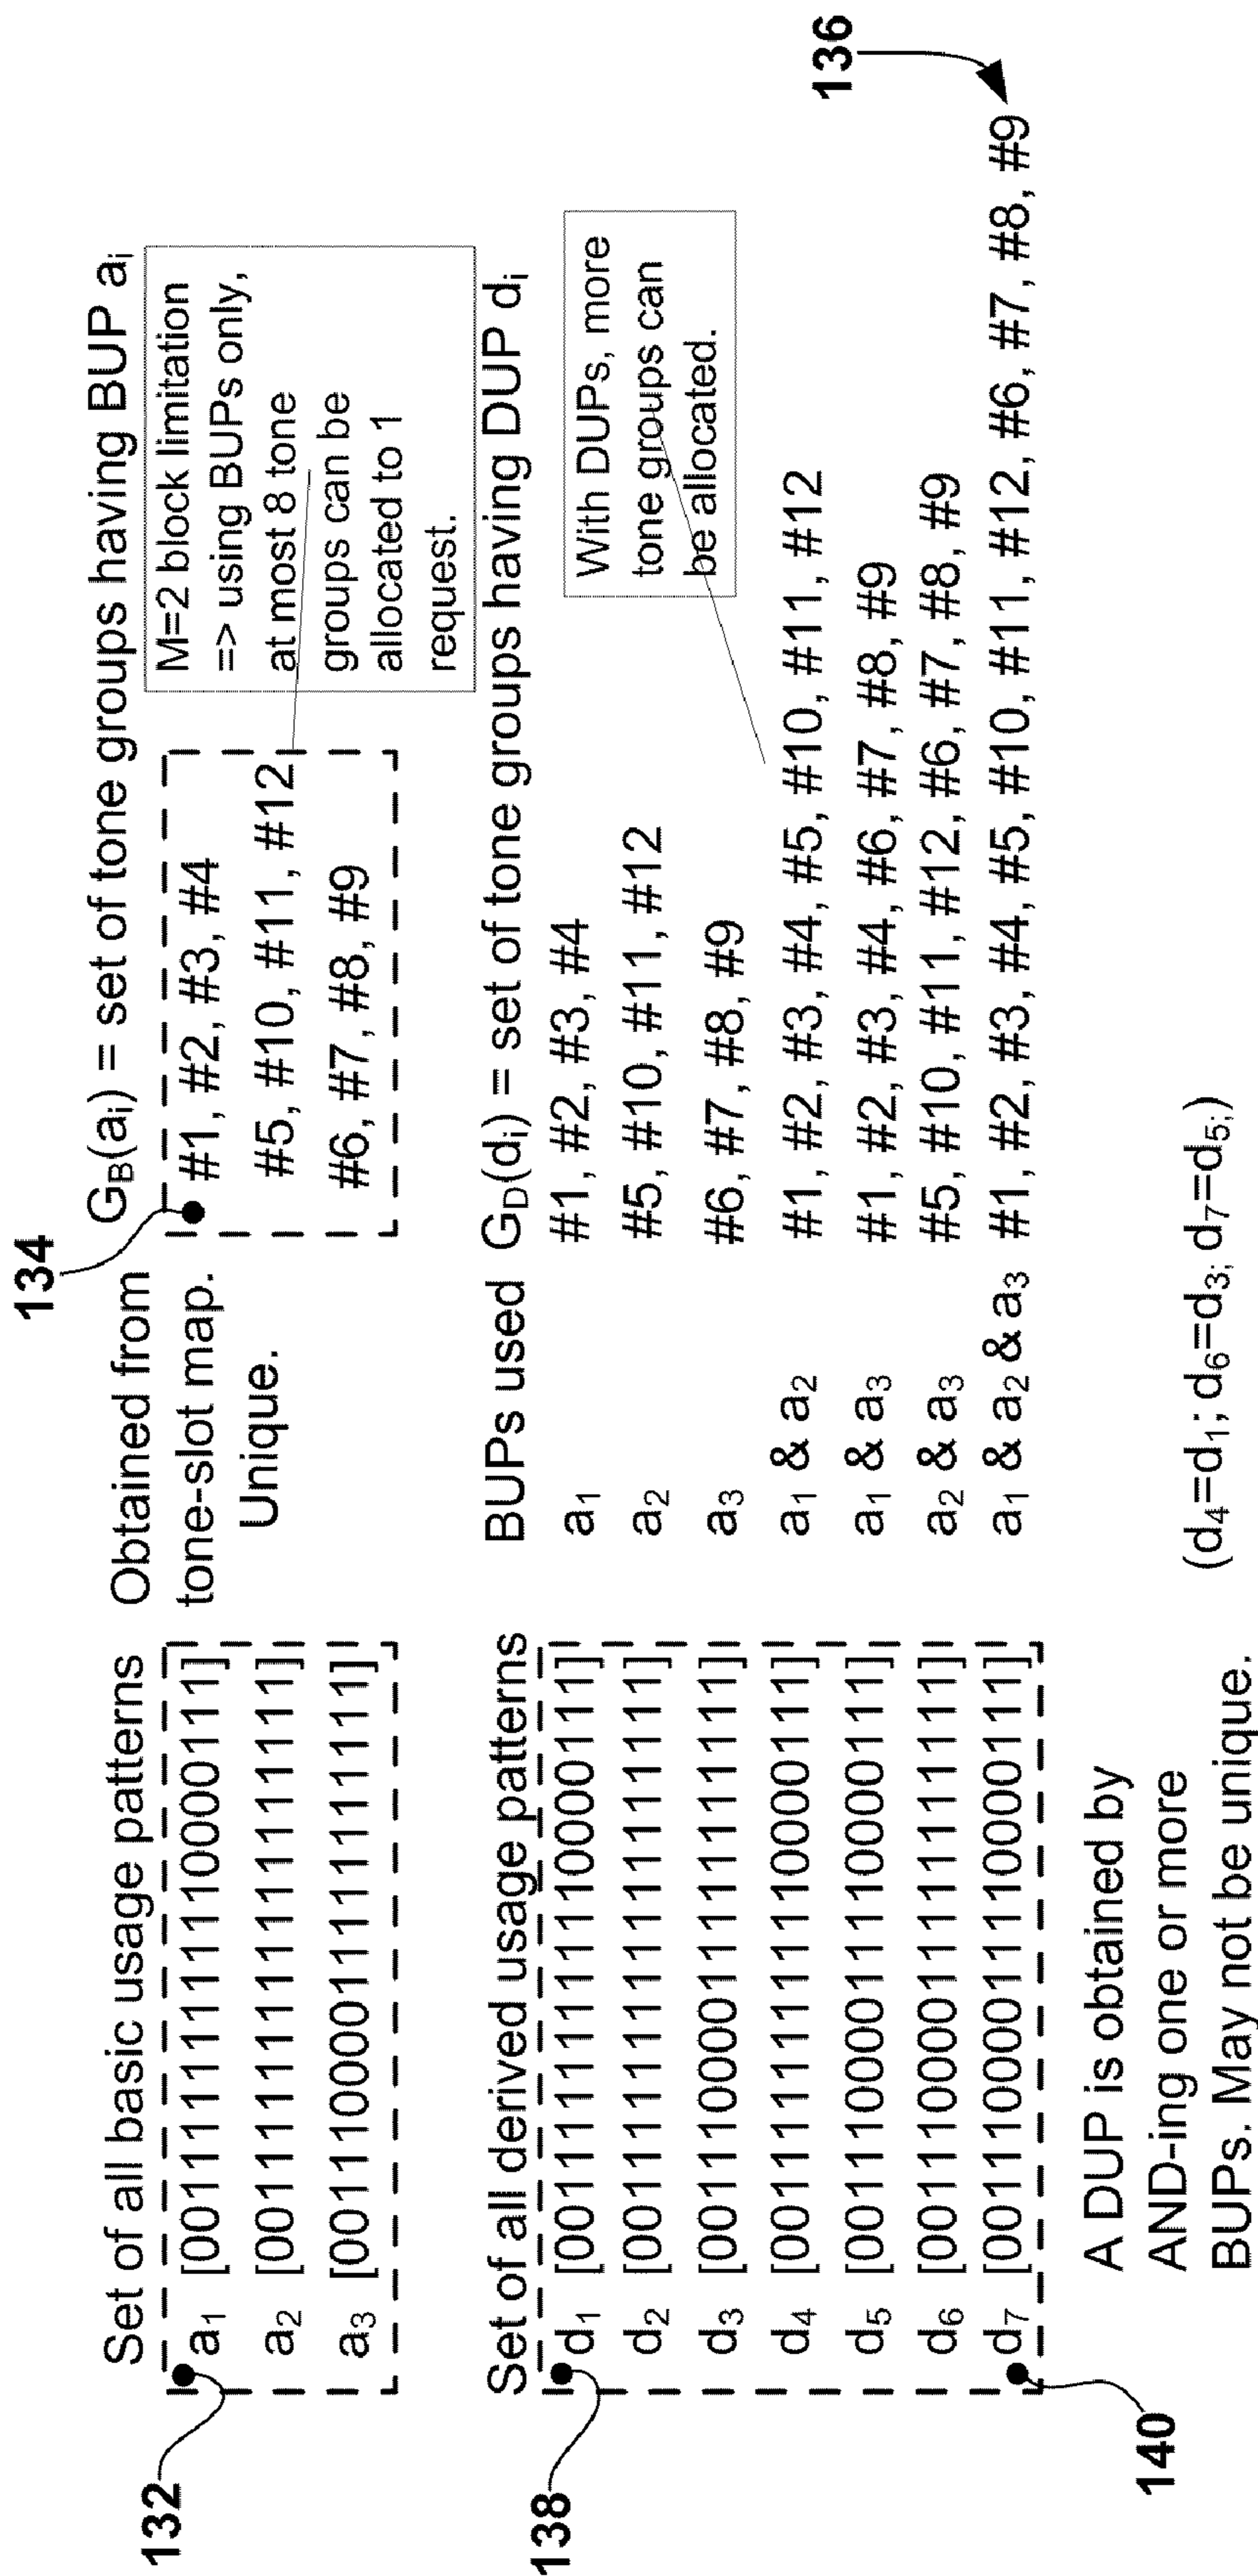 132
134
136
138
140
Set of all basic usage patterns
a₁ [001111111111110000111]
a₂ [001111111111111111111]
a₃ [001110000111111111111]
Obtained from
tone-slot map.
Unique.
G_B(aᵢ) = set of tone groups having BUP aᵢ
#1, #2, #3, #4
#5, #10, #11, #12
#6, #7, #8, #9
M=2 block limitation
=> using BUPs only,
at most 8 tone
groups can be
allocated to 1
request.
Set of all derived usage patterns
BUPs used
G_D(dᵢ) = set of tone groups having DUP dᵢ
d₁ [001111111111110000111] a₁ #1, #2, #3, #4
d₂ [001111111111111111111] a₂ #5, #10, #11, #12
d₃ [001110000111111111111] a₃ #6, #7, #8, #9
d₄ [001111111111110000111] a₁ & a₂ #1, #2, #3, #4, #5, #10, #11, #12
d₅ [001110000111110000111] a₁ & a₃ #1, #2, #3, #4, #6, #7, #8, #9
d₆ [001110000111111111111] a₂ & a₃ #5, #10, #11, #12, #6, #7, #8, #9
d₇ [001110000111110000111] a₁ & a₂ & a₃ #1, #2, #3, #4, #5, #10, #11, #12, #6, #7, #8, #9
With DUPs, more
tone groups can
be allocated.
A DUP is obtained by
AND-ing one or more
BUPs. May not be unique.
(d₄=d₁; d₆=d₃; d₇=d₅;)